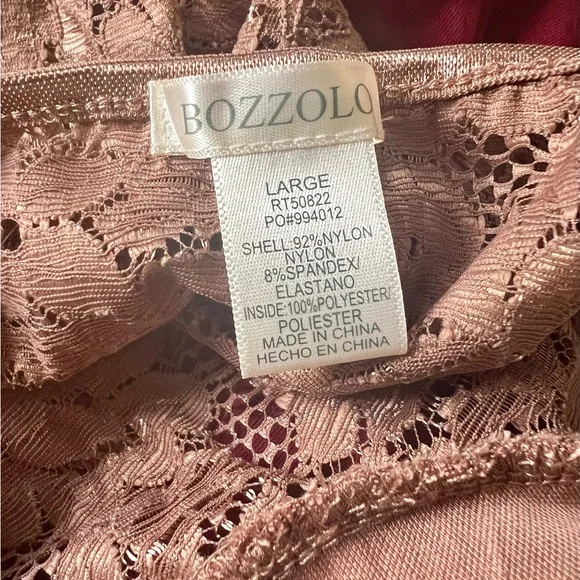 BOZZOLO
LARGE
RT50822
PO#994012
SHELL:92%NYLON
NYLON
8%SPANDEX/
ELASTANO
INSIDE:100%POLYESTER/
POLIESTER
MADE IN CHINA
HECHO EN CHINA